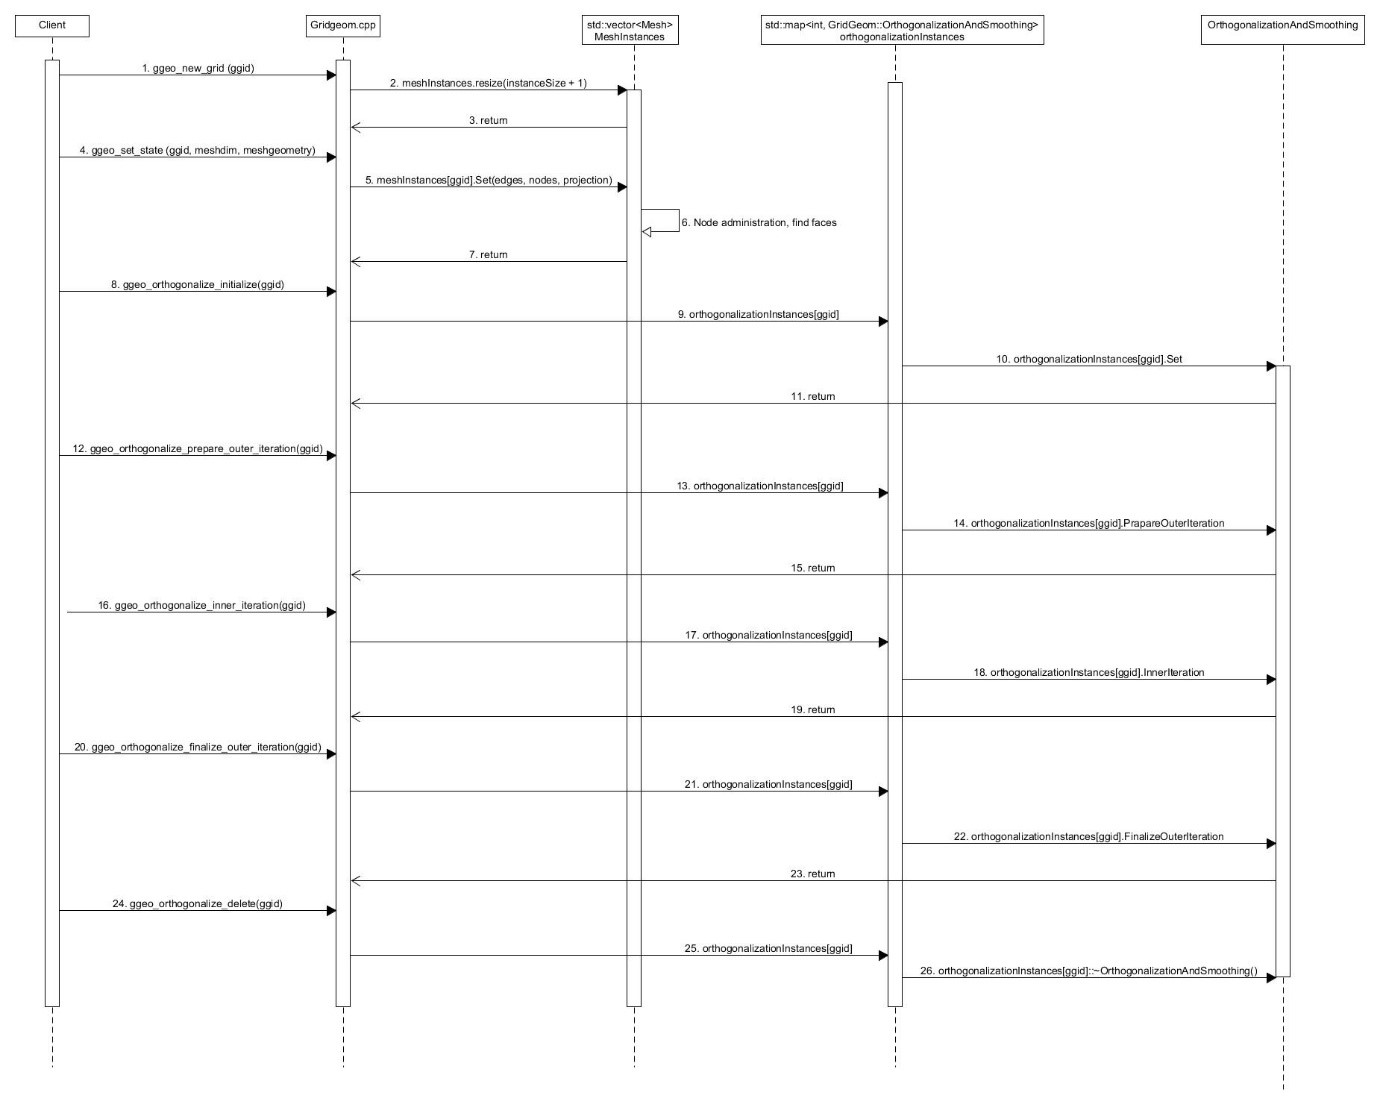 Client
Gridgeom.cpp
std::vector<Mesh>
MeshInstances
std::map<int, GridGeom::OrthogonalizationAndSmoothing>
orthogonalizationInstances
OrthogonalizationAndSmoothing
1. ggeo_new_grid (ggid)
2. meshInstances.resize(instanceSize + 1)
3. return
4. ggeo_set_state (ggid, meshdim, meshgeometry)
5. meshInstances[ggid].Set(edges, nodes, projection)
6. Node administration, find faces
7. return
8. ggeo_orthogonalize_initialize(ggid)
9. orthogonalizationInstances[ggid]
10. orthogonalizationInstances[ggid].Set
11. return
12. ggeo_orthogonalize_prepare_outer_iteration(ggid)
13. orthogonalizationInstances[ggid]
14. orthogonalizationInstances[ggid].PrapareOuterIteration
15. return
16. ggeo_orthogonalize_inner_iteration(ggid)
17. orthogonalizationInstances[ggid]
18. orthogonalizationInstances[ggid].InnerIteration
19. return
20. ggeo_orthogonalize_finalize_outer_iteration(ggid)
21. orthogonalizationInstances[ggid]
22. orthogonalizationInstances[ggid].FinalizeOuterIteration
23. return
24. ggeo_orthogonalize_delete(ggid)
25. orthogonalizationInstances[ggid]
26. orthogonalizationInstances[ggid]::~OrthogonalizationAndSmoothing()